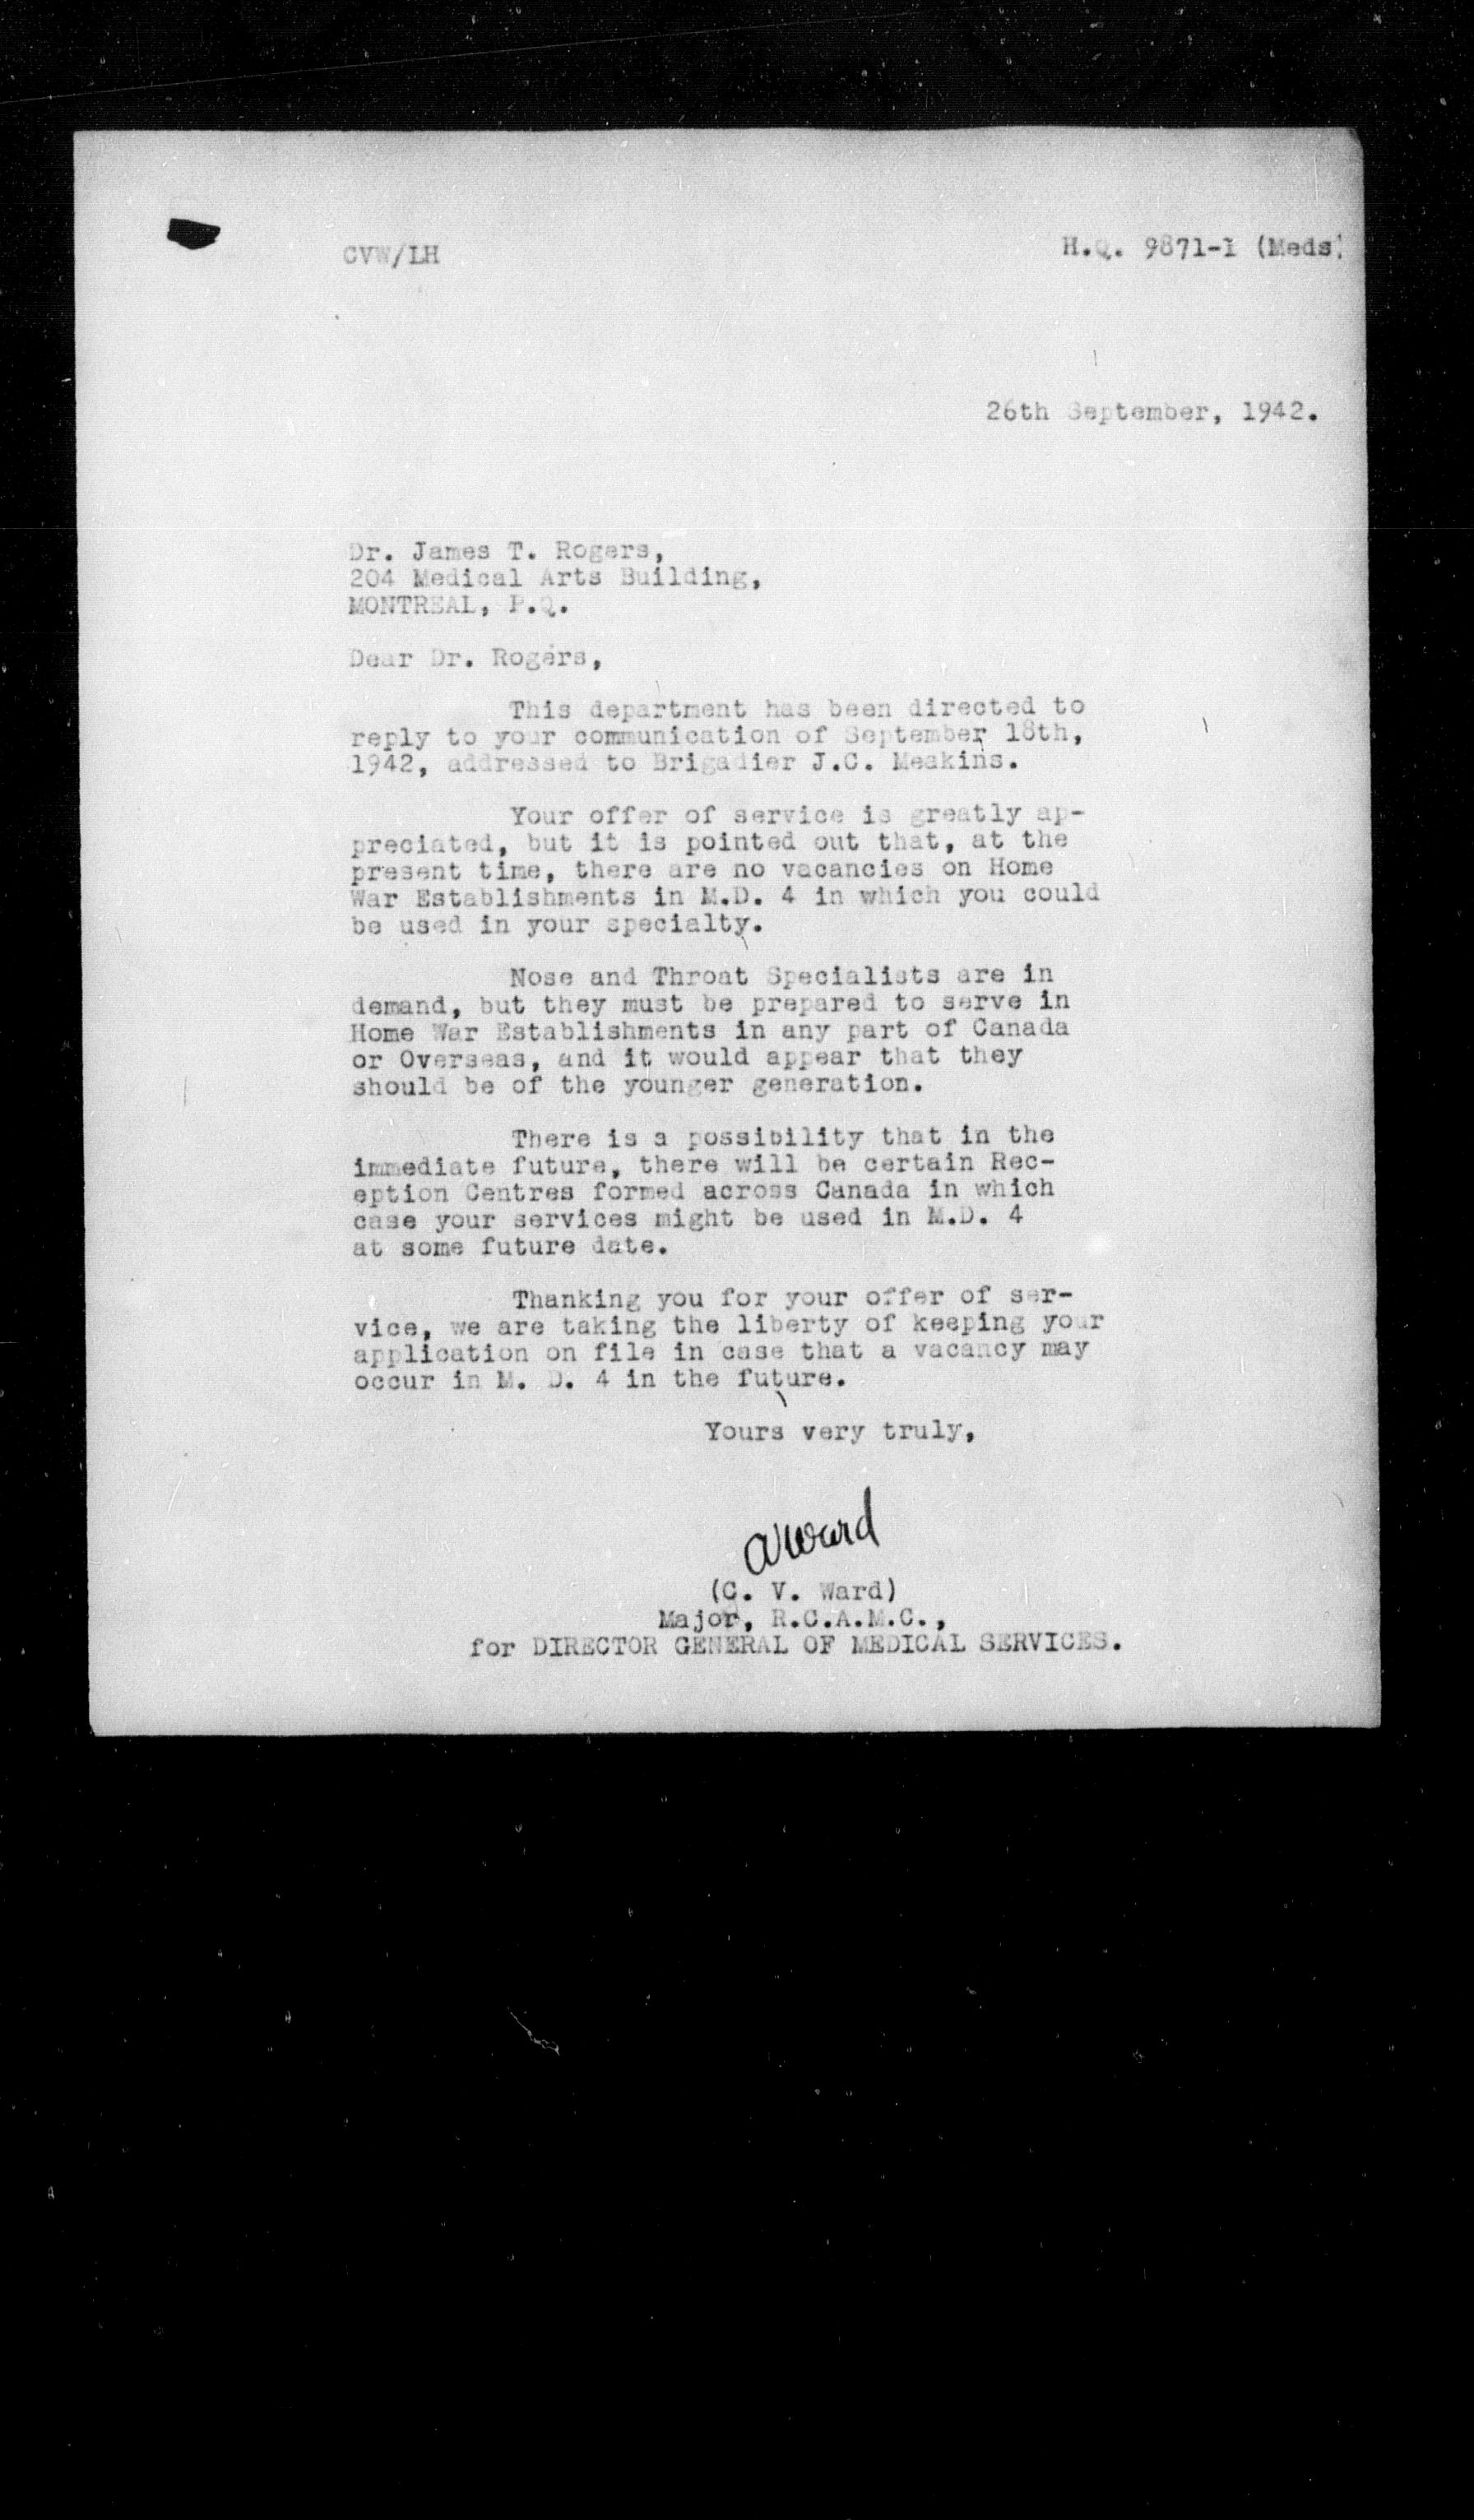 CVW/LH
H.Q. 9871-1 (Meds)
26th September, 1942.
Dr. James T. Rogers,
204 Medical Arts Building,
MONTREAL, P.Q.
Dear Dr. Rogers,
This department has been directed to
reply to your communication of September 18th,
1942, addressed to Brigadier J.C. Meakins.
Your offer of service is greatly ap-
preciated, but it is pointed out that, at the
present time, there are no vacancies on Home
War Establishments in M.D. 4 in which you could
be used in your specialty.
Nose and Throat Specialists are in
demand, but they must be prepared to serve in
Home War Establishments in any part of Canada
or Overseas, and it would appear that they
should be of the younger generation.
There is a possibility that in the
immediate future, there will be certain Rec-
eption Centres formed across Canada in which
case your services might be used in M.D. 4
at some future date.
Thanking you for your offer of ser-
vice, we are taking the liberty of keeping your
application on file in case that a vacancy may
occur in M. D. 4 in the future.
Yours very truly,
CVWard
(C. V. Ward)
Major, R.C.A.M.C.,
for DIRECTOR GENERAL OF MEDICAL SERVICES.